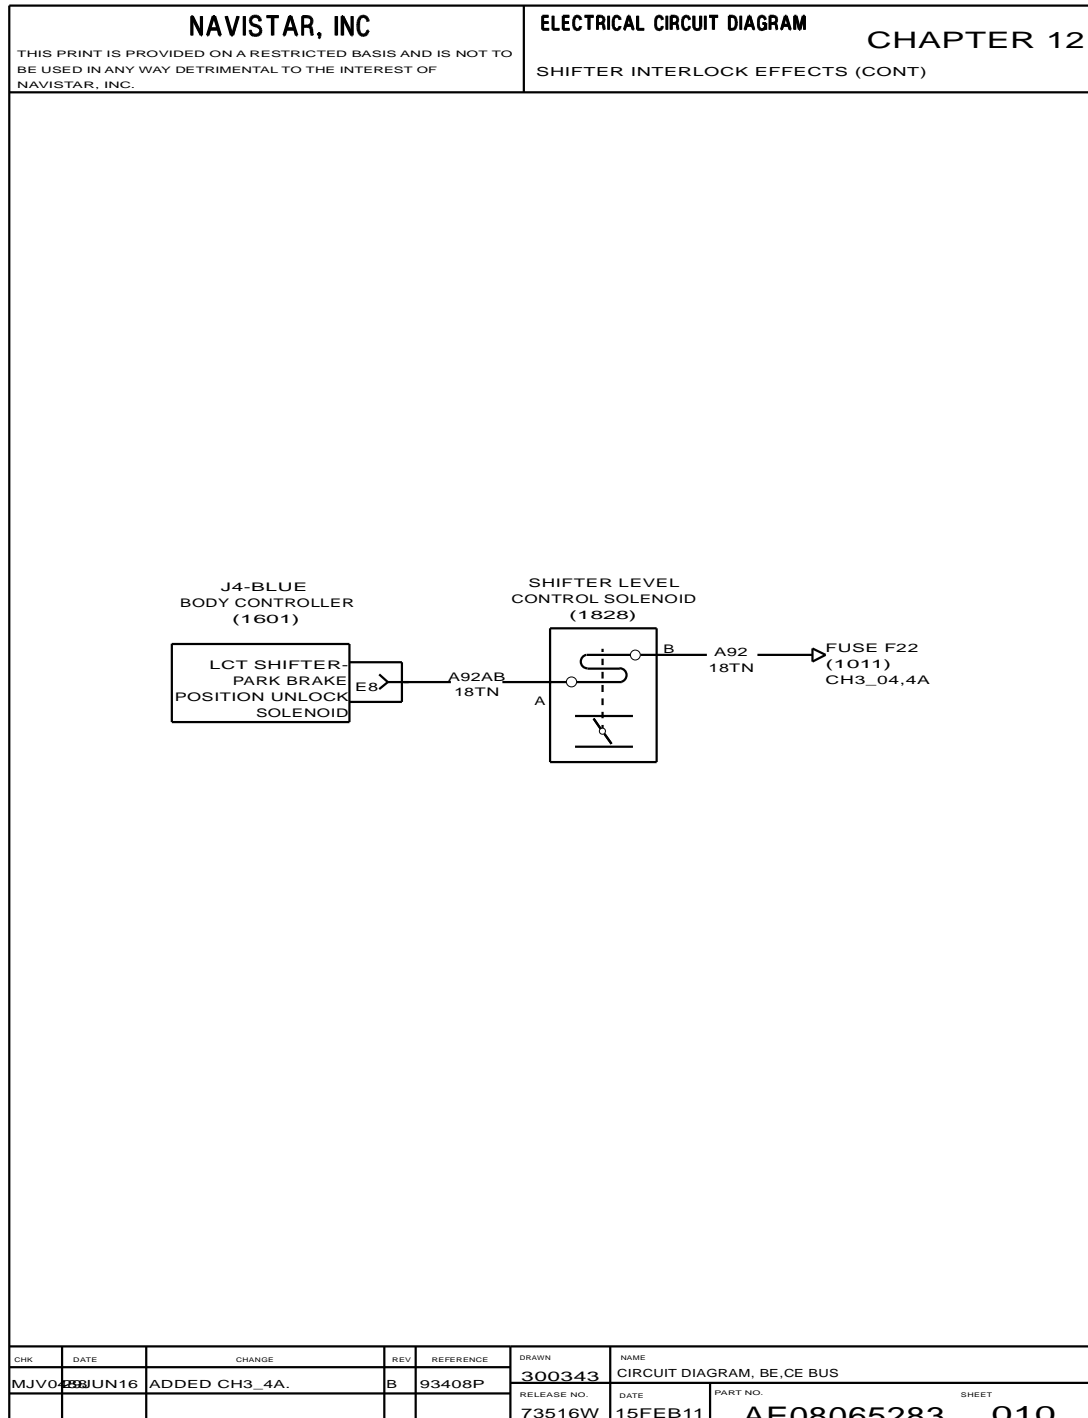 NAVISTAR, INC
THIS PRINT IS PROVIDED ON A RESTRICTED BASIS AND IS NOT TO
BE USED IN ANY WAY DETRIMENTAL TO THE INTEREST OF
NAVISTAR, INC.
ELECTRICAL CIRCUIT DIAGRAM
CHAPTER 12
SHIFTER INTERLOCK EFFECTS (CONT)
J4-BLUE
BODY CONTROLLER
(1601)
LCT SHIFTER-
PARK BRAKE
POSITION UNLOCK
SOLENOID
E8
A92AB
18TN
SHIFTER LEVEL
CONTROL SOLENOID
(1828)
A
B
A92
18TN
FUSE F22
(1011)
CH3_04,4A
CHK DATE CHANGE REV REFERENCE
ADDED CH3_4A. B 93408P
DRAWN
300343
NAME
CIRCUIT DIAGRAM, BE,CE BUS
RELEASE NO.
73516W
DATE
15FEB11
PART NO.
AE08065283
SHEET
010